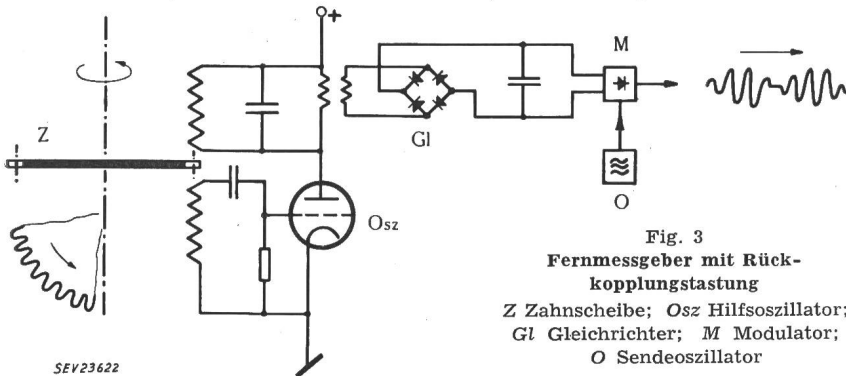 +
M
Z
Gl
O
Osz
Fig. 3
Fernmessgeber mit Rück-
kopplungstastung
Z Zahnscheibe; Osz Hilfsoszillator;
Gl Gleichrichter; M Modulator;
O Sendeoszillator
SEV23622